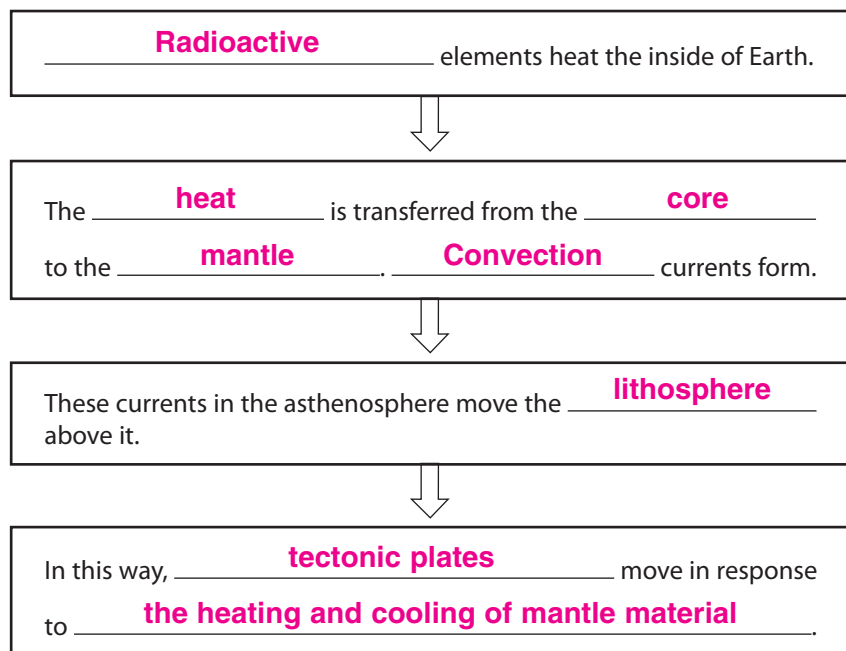 Radioactive elements heat the inside of Earth.
The heat is transferred from the core
to the mantle. Convection currents form.
These currents in the asthenosphere move the lithosphere
above it.
In this way, tectonic plates move in response
to the heating and cooling of mantle material.